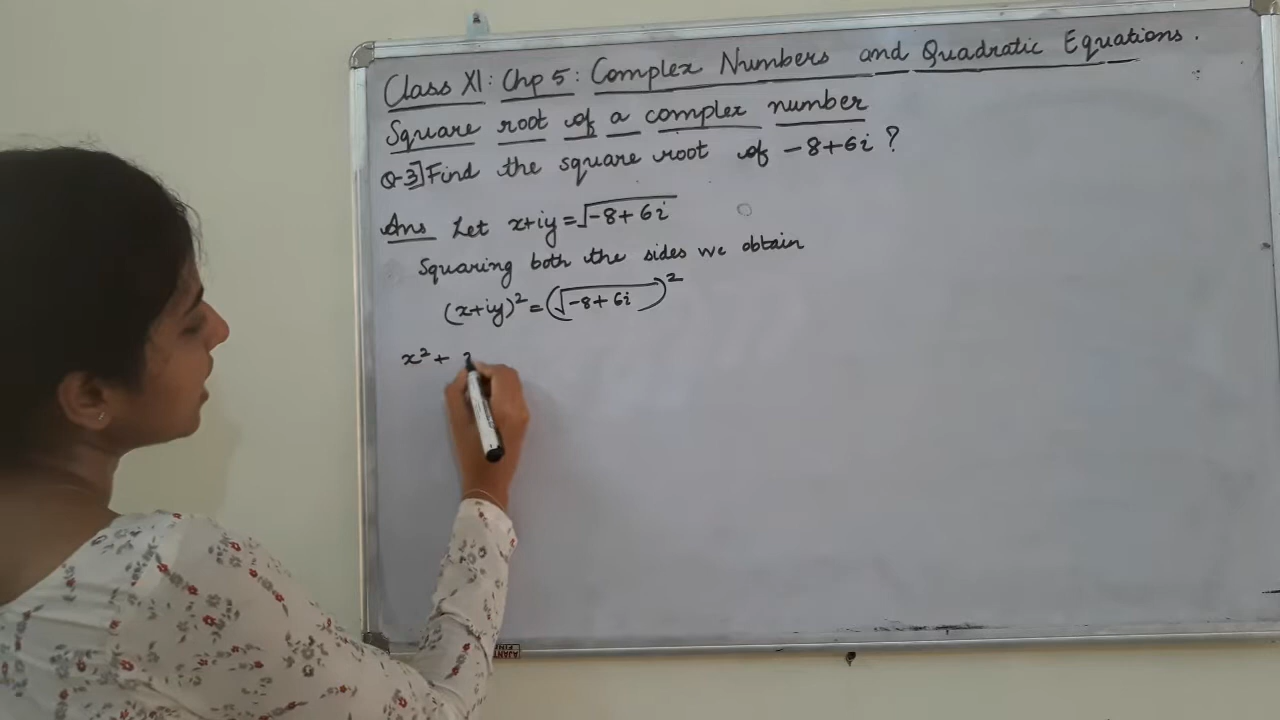 Class XI: Chp 5: Complex Numbers and Quadratic Equations.
Square root of a complex number
Q-3] Find the square root of -8+6i ?
Ans Let x+iy = √-8+6i
Squaring both the sides we obtain
(x+iy)² = (√-8+6i)²
x² +